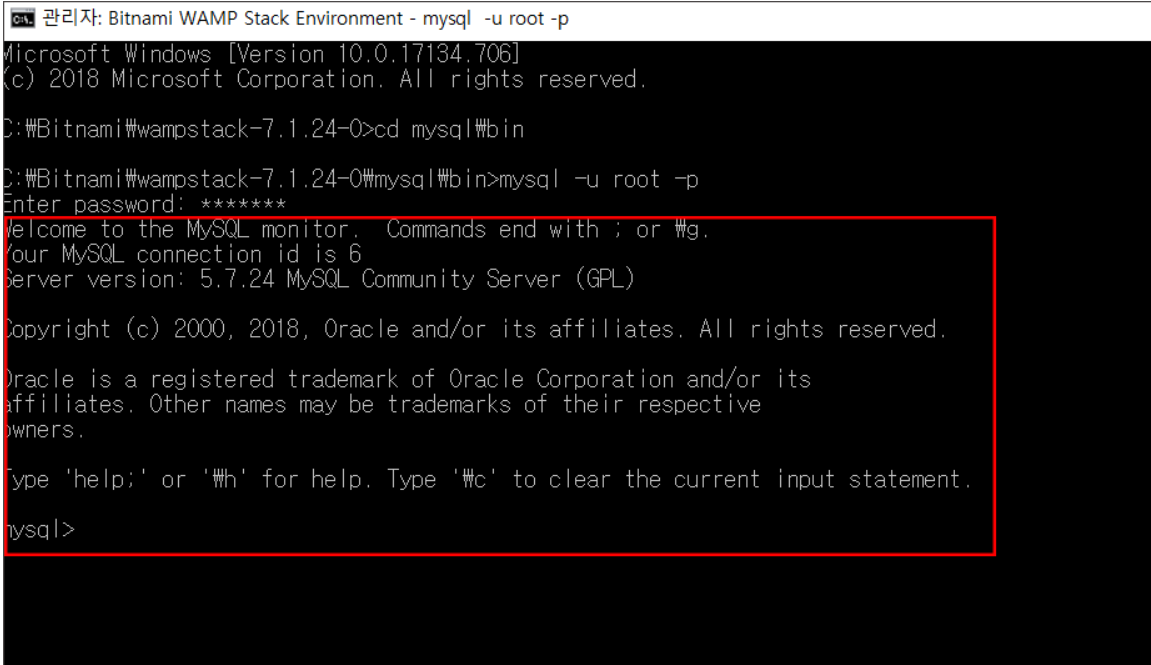 관리자: Bitnami WAMP Stack Environment - mysql  -u root -p
Microsoft Windows [Version 10.0.17134.706]
(c) 2018 Microsoft Corporation. All rights reserved.
C:₩Bitnami₩wampstack-7.1.24-0>cd mysql₩bin
C:₩Bitnami₩wampstack-7.1.24-0₩mysql₩bin>mysql -u root -p
Enter password: *******
Welcome to the MySQL monitor.  Commands end with ; or ₩g.
Your MySQL connection id is 6
Server version: 5.7.24 MySQL Community Server (GPL)
Copyright (c) 2000, 2018, Oracle and/or its affiliates. All rights reserved.
Oracle is a registered trademark of Oracle Corporation and/or its
affiliates. Other names may be trademarks of their respective
owners.
Type 'help;' or '₩h' for help. Type '₩c' to clear the current input statement.
mysql>